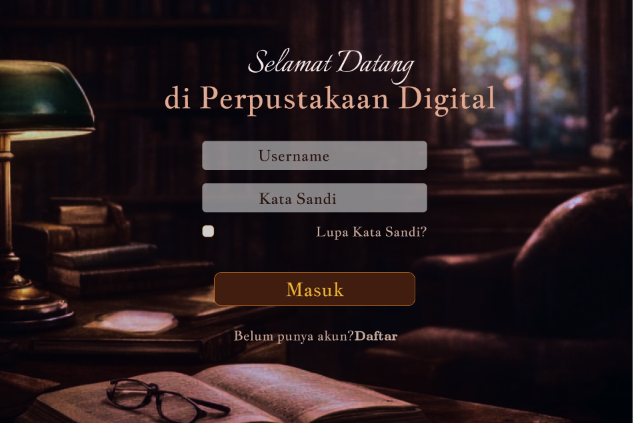 Selamat Datang
di Perpustakaan Digital
Username
Kata Sandi
Lupa Kata Sandi?
Masuk
Belum punya akun?Daftar